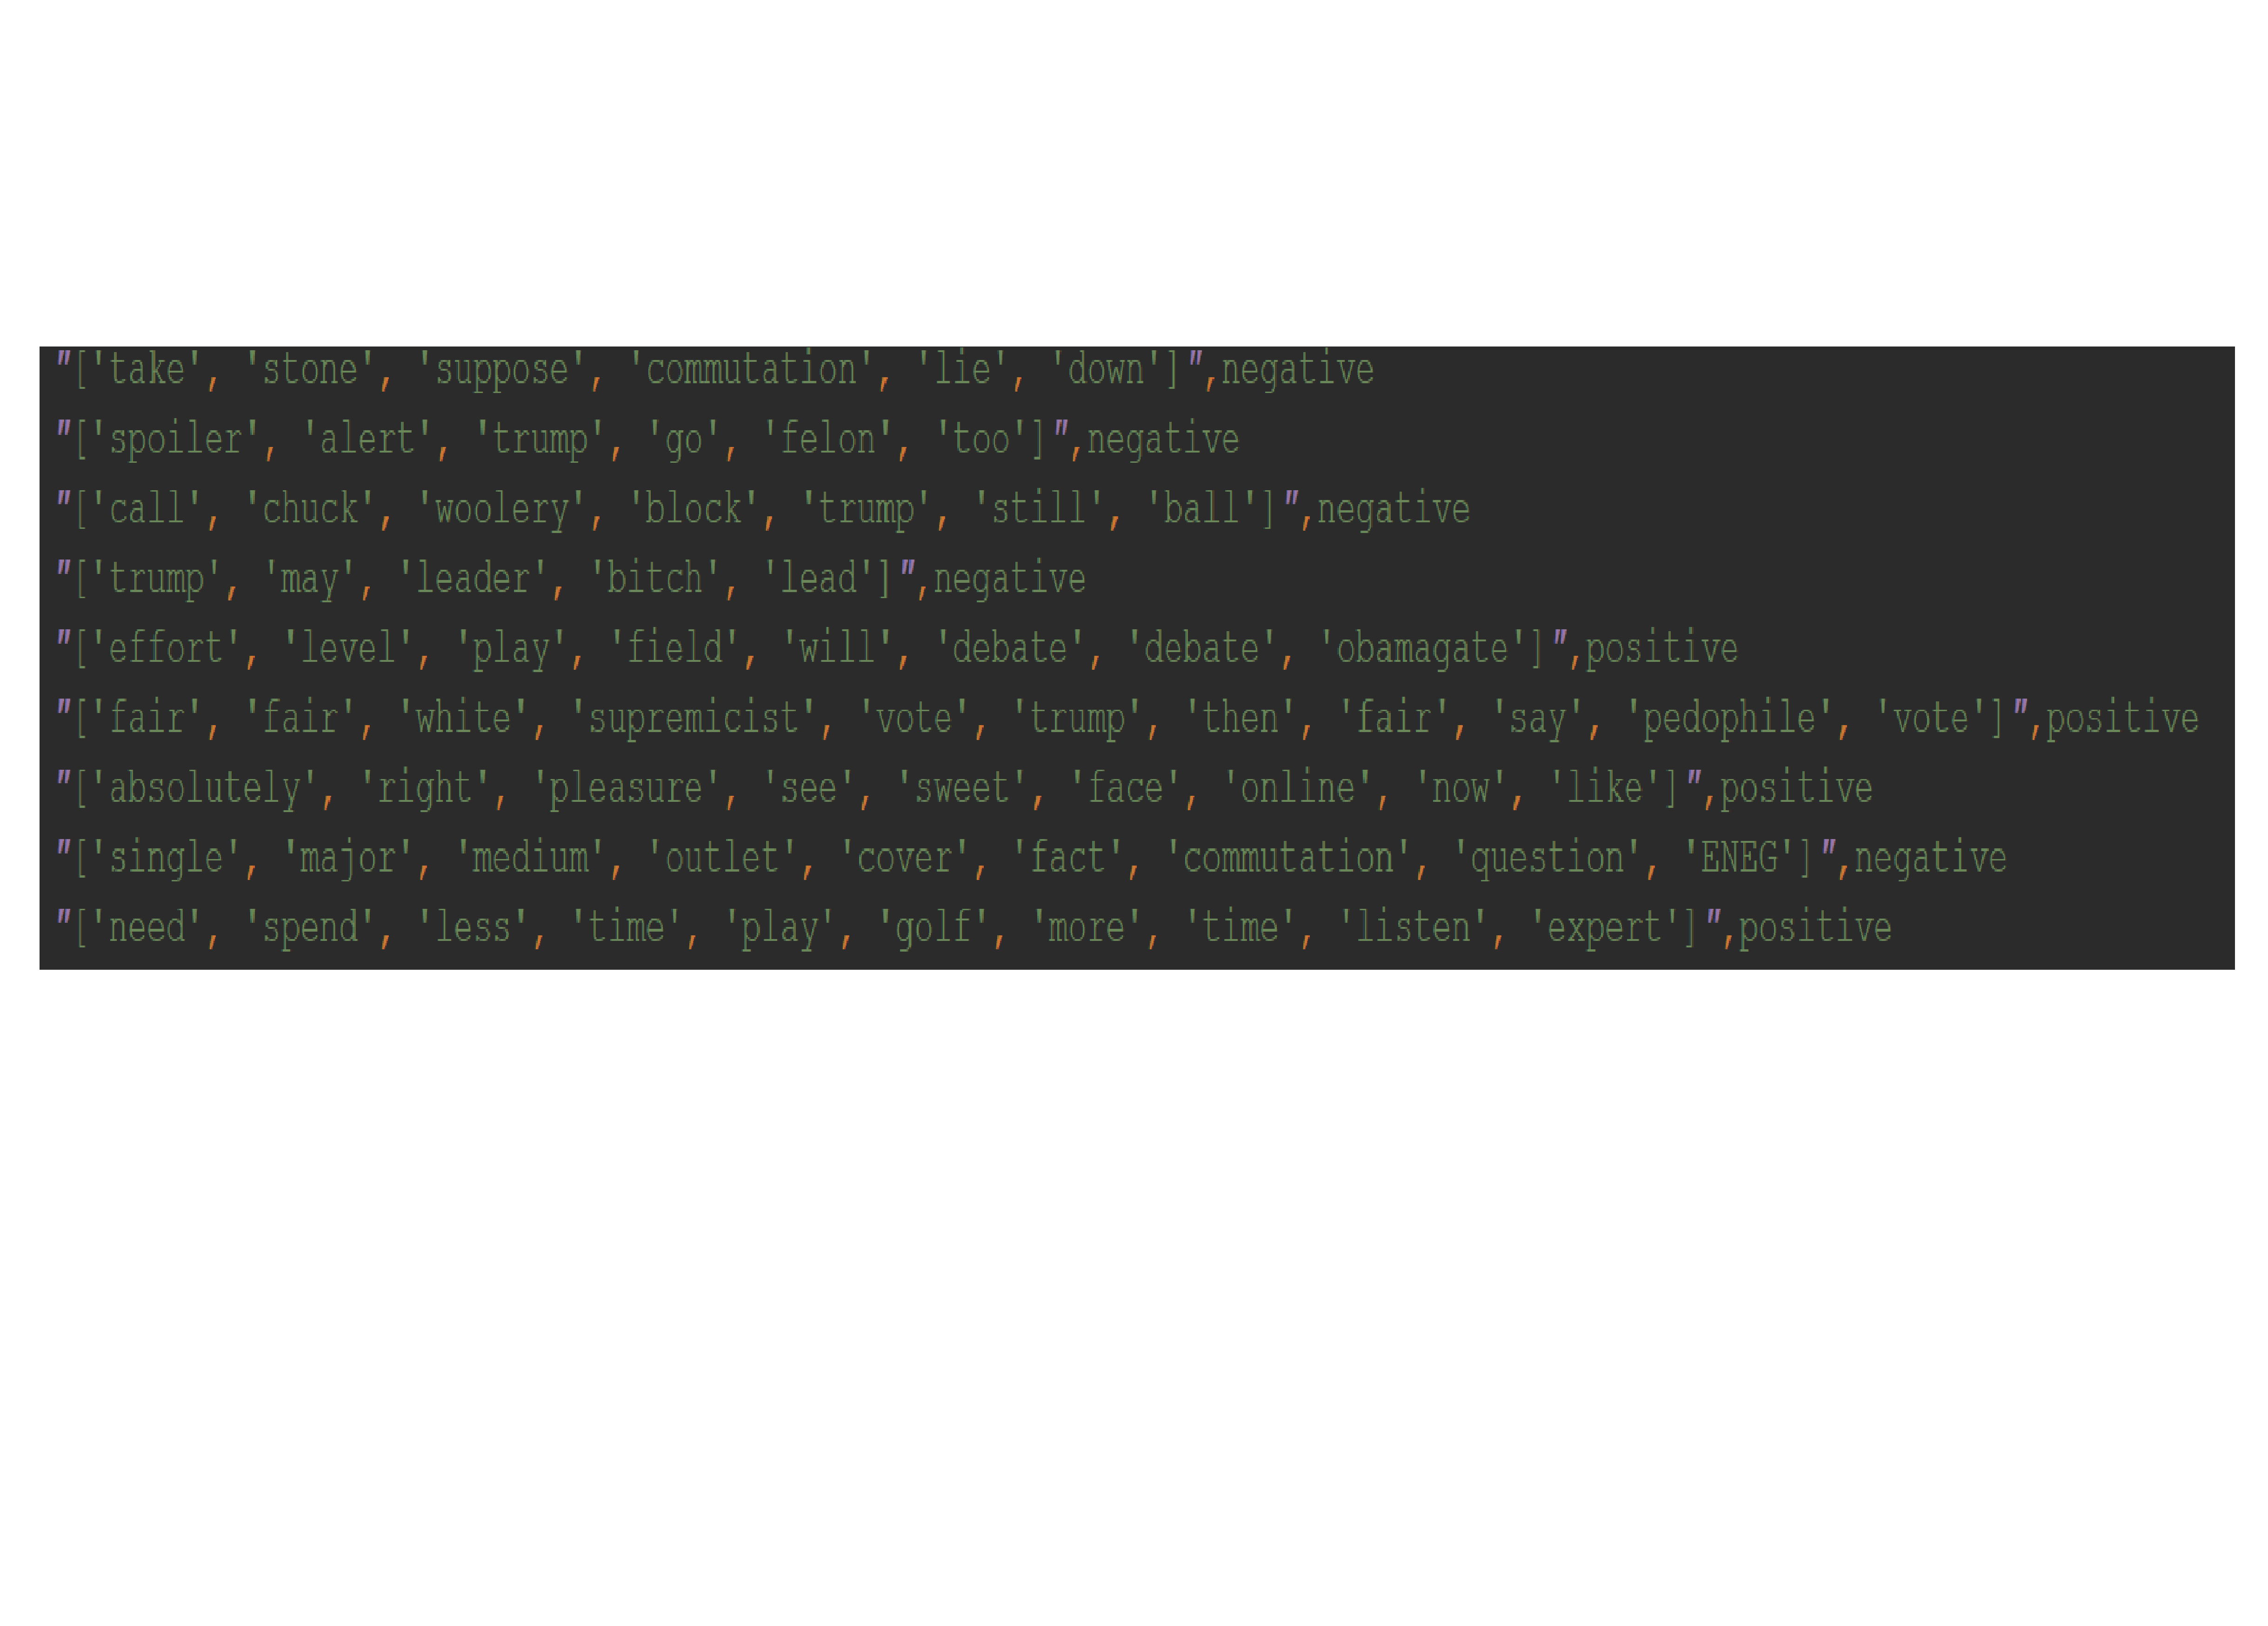 "['take', 'stone', 'suppose', 'commutation', 'lie', 'down']",negative
"['spoiler', 'alert', 'trump', 'go', 'felon', 'too']",negative
"['call', 'chuck', 'woolery', 'block', 'trump', 'still', 'ball']",negative
"['trump', 'may', 'leader', 'bitch', 'lead']",negative
"['effort', 'level', 'play', 'field', 'will', 'debate', 'debate', 'obamagate']",positive
"['fair', 'fair', 'white', 'supremicist', 'vote', 'trump', 'then', 'fair', 'say', 'pedophile', 'vote']",positive
"['absolutely', 'right', 'pleasure', 'see', 'sweet', 'face', 'online', 'now', 'like']",positive
"['single', 'major', 'medium', 'outlet', 'cover', 'fact', 'commutation', 'question', 'ENEG']",negative
"['need', 'spend', 'less', 'time', 'play', 'golf', 'more', 'time', 'listen', 'expert']",positive